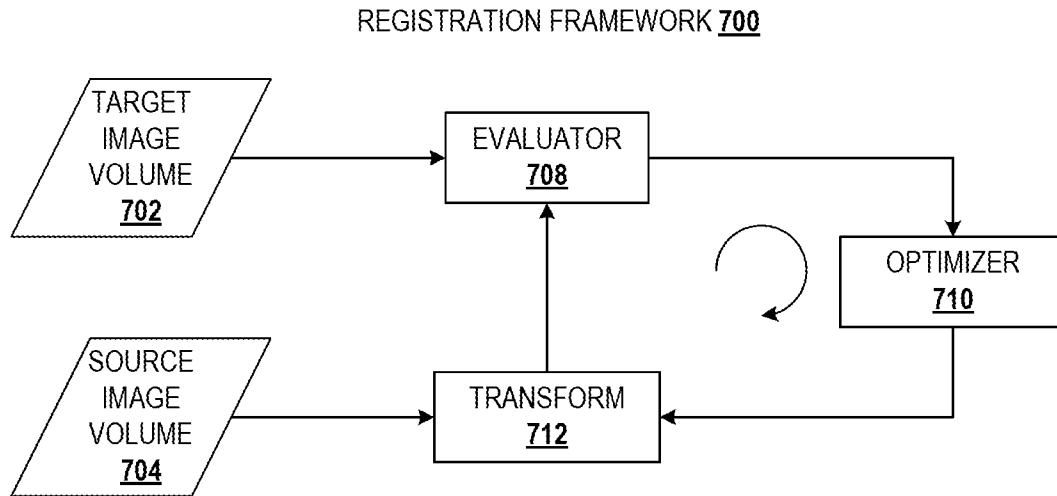 REGISTRATION FRAMEWORK 700
TARGET
IMAGE
VOLUME
702
EVALUATOR
708
OPTIMIZER
710
SOURCE
IMAGE
VOLUME
704
TRANSFORM
712